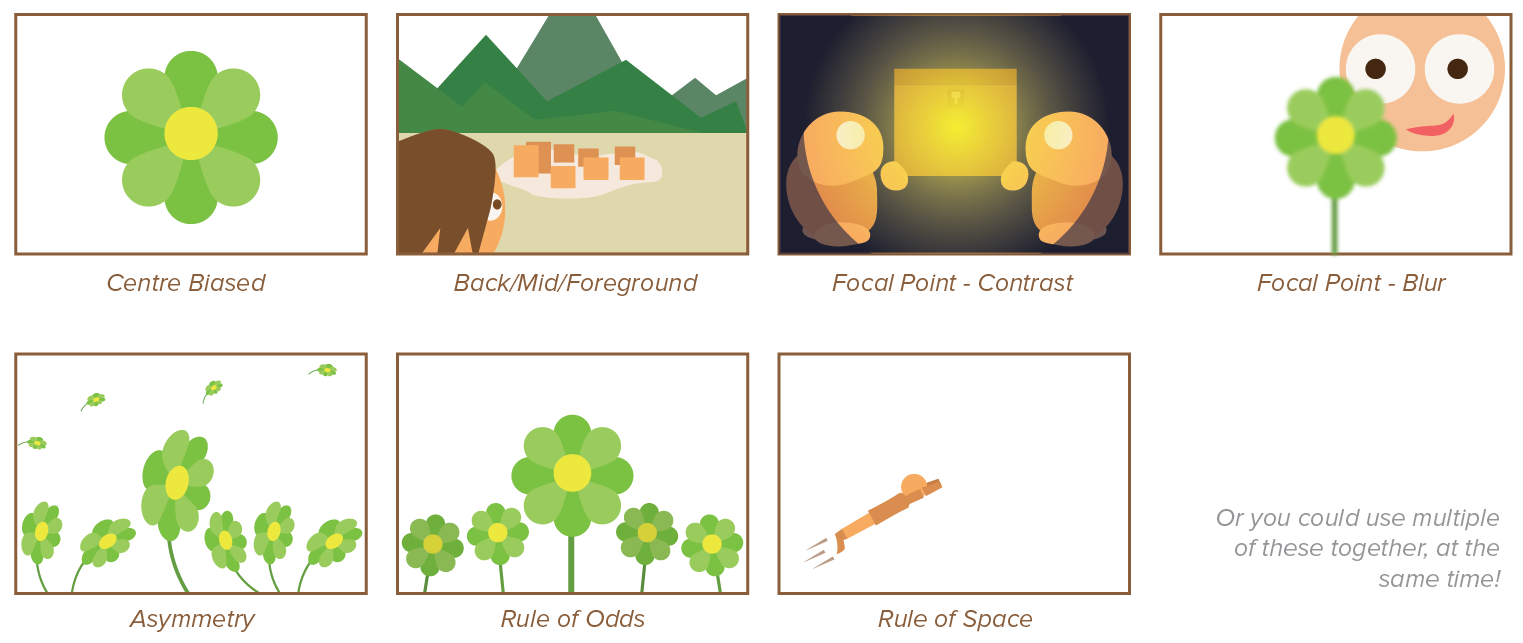 Centre Biased
Back/Mid/Foreground
Focal Point - Contrast
Focal Point - Blur
Asymmetry
Rule of Odds
Rule of Space
Or you could use multiple
of these together, at the
same time!